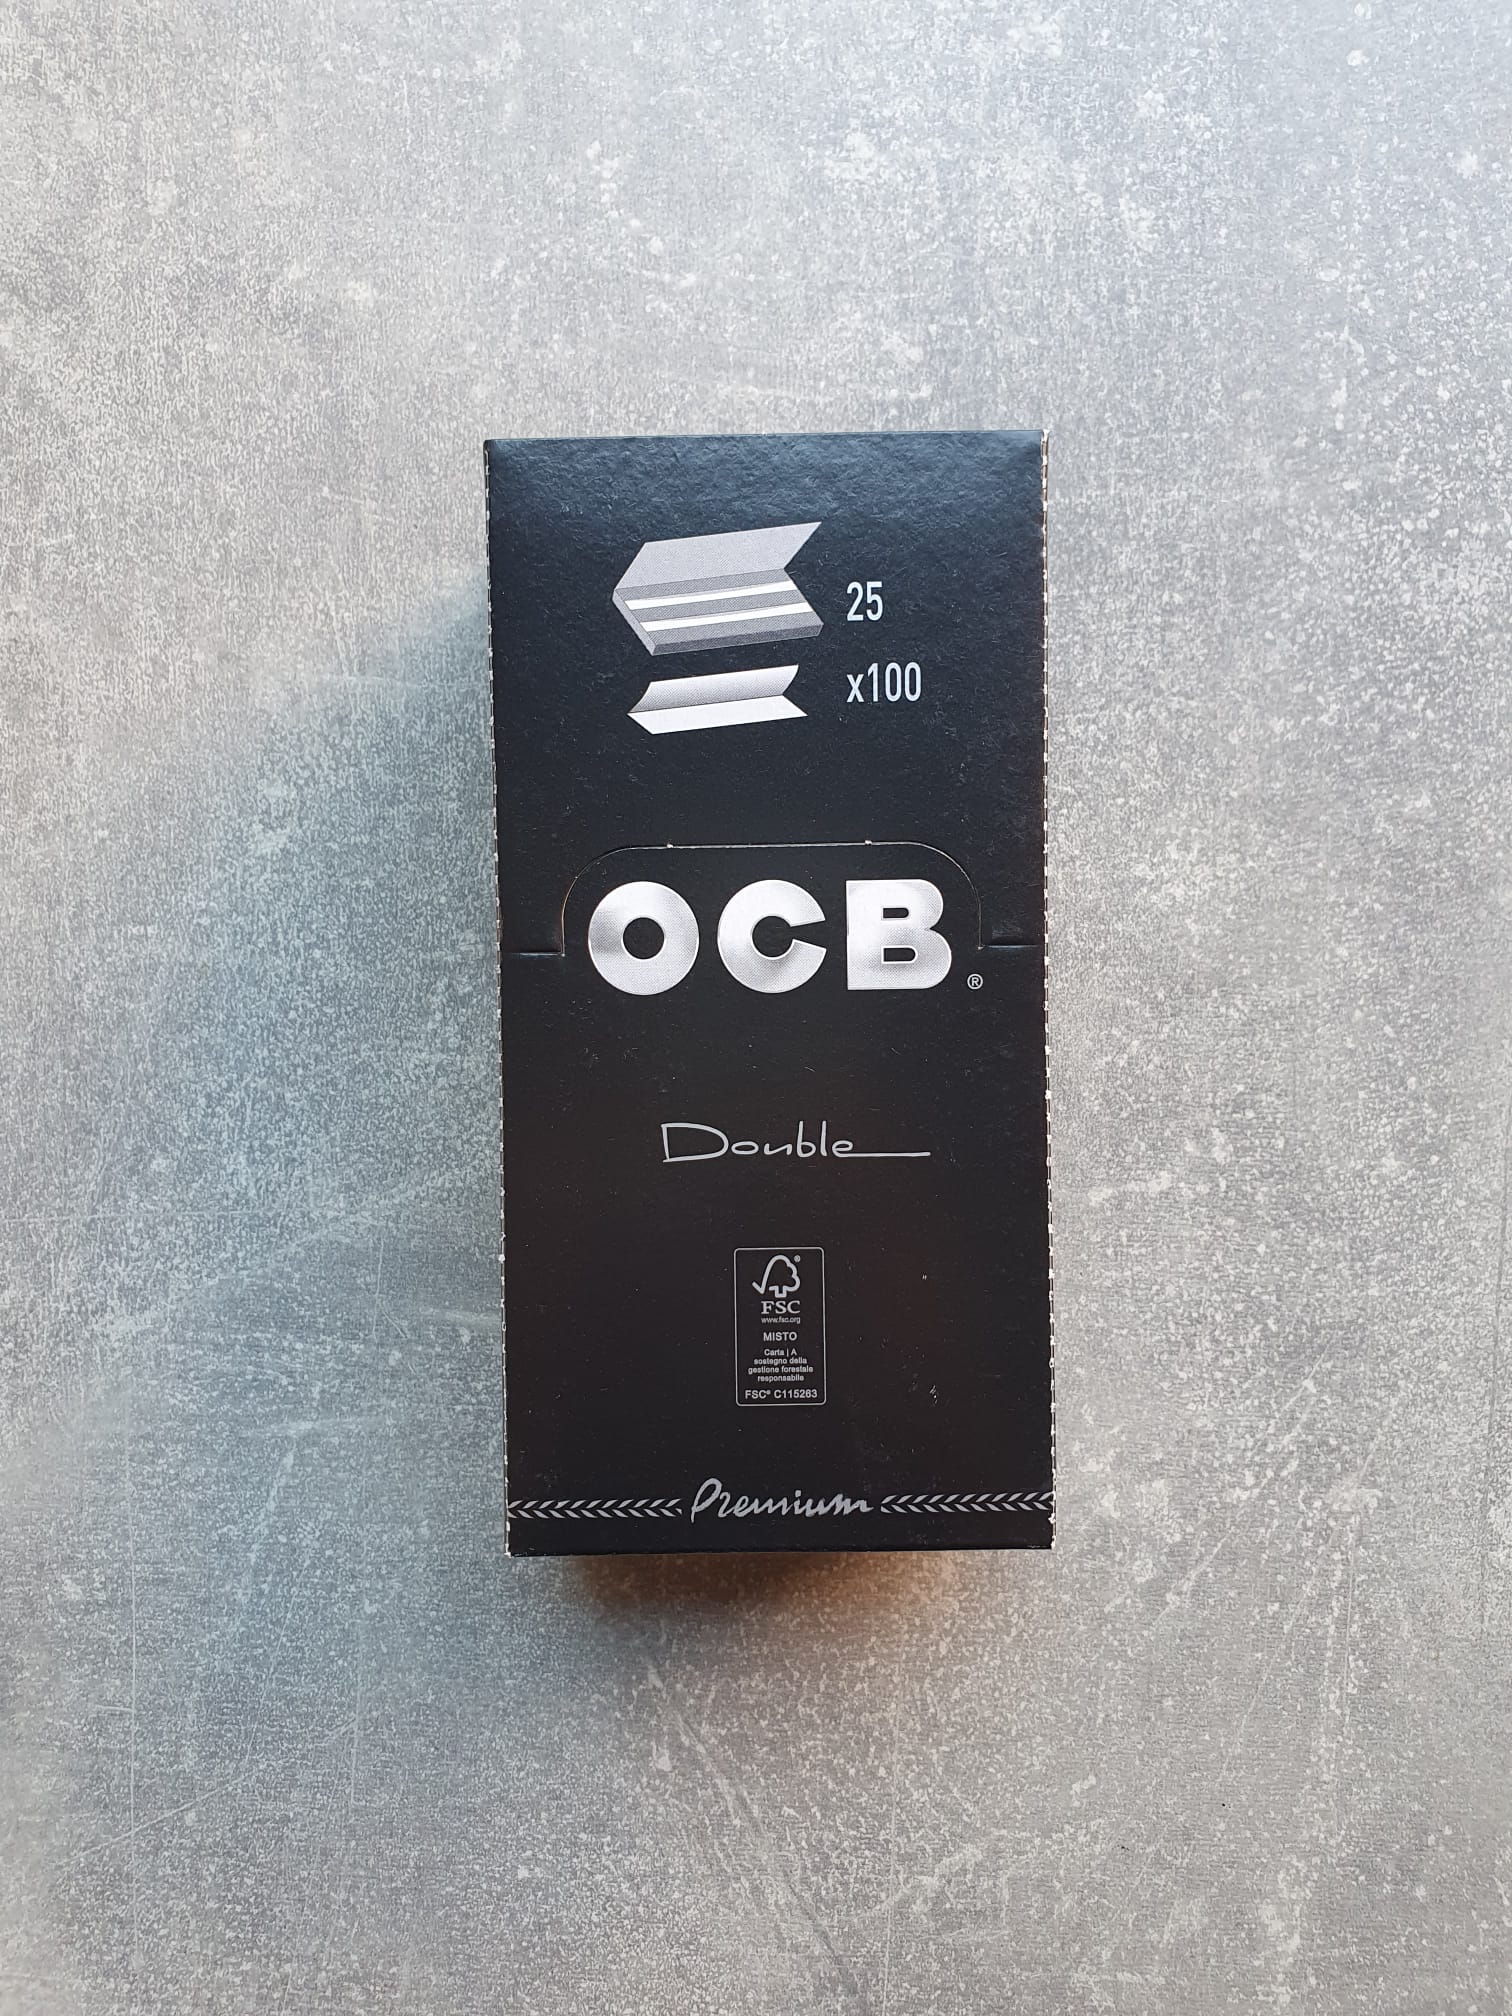 25
x100
OCB®
Double
FSC®
www.fsc.org
MISTO
Carta | A
sostegno della
gestione forestale
responsabile
FSC® C115263
Premium